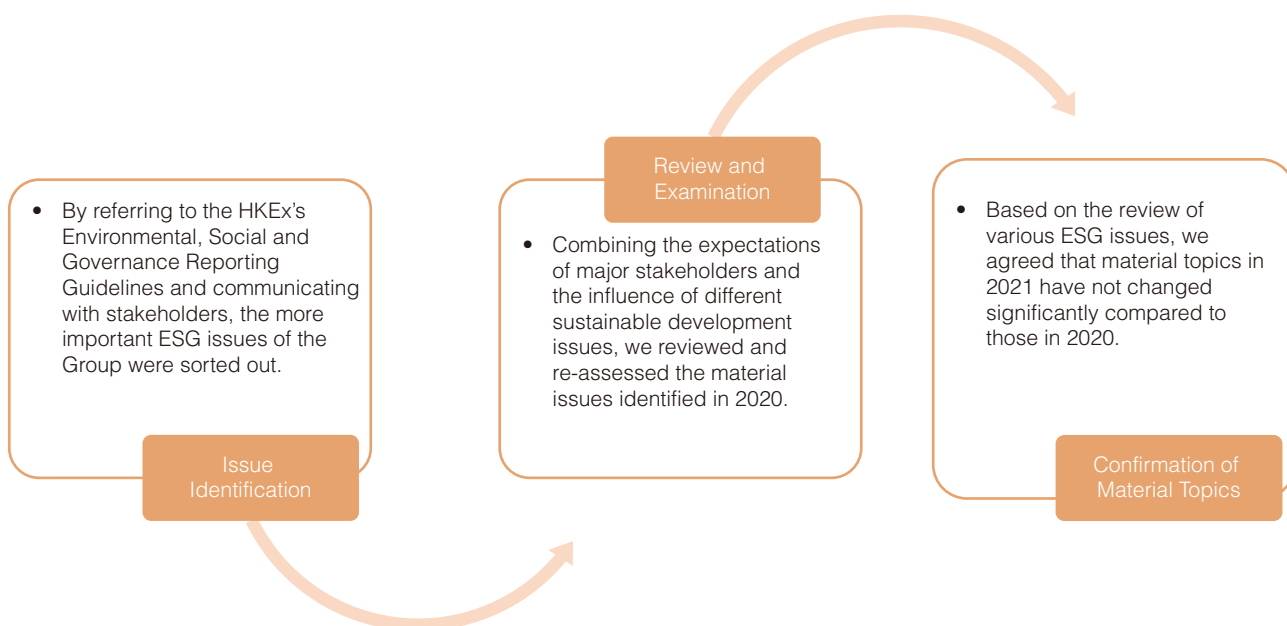 • By referring to the HKEx's
Environmental, Social and
Governance Reporting
Guidelines and communicating
with stakeholders, the more
important ESG issues of the
Group were sorted out.
Issue
Identification
Review and
Examination
• Combining the expectations
of major stakeholders and
the influence of different
sustainable development
issues, we reviewed and
re-assessed the material
issues identified in 2020.
• Based on the review of
various ESG issues, we
agreed that material topics in
2021 have not changed
significantly compared to
those in 2020.
Confirmation of
Material Topics